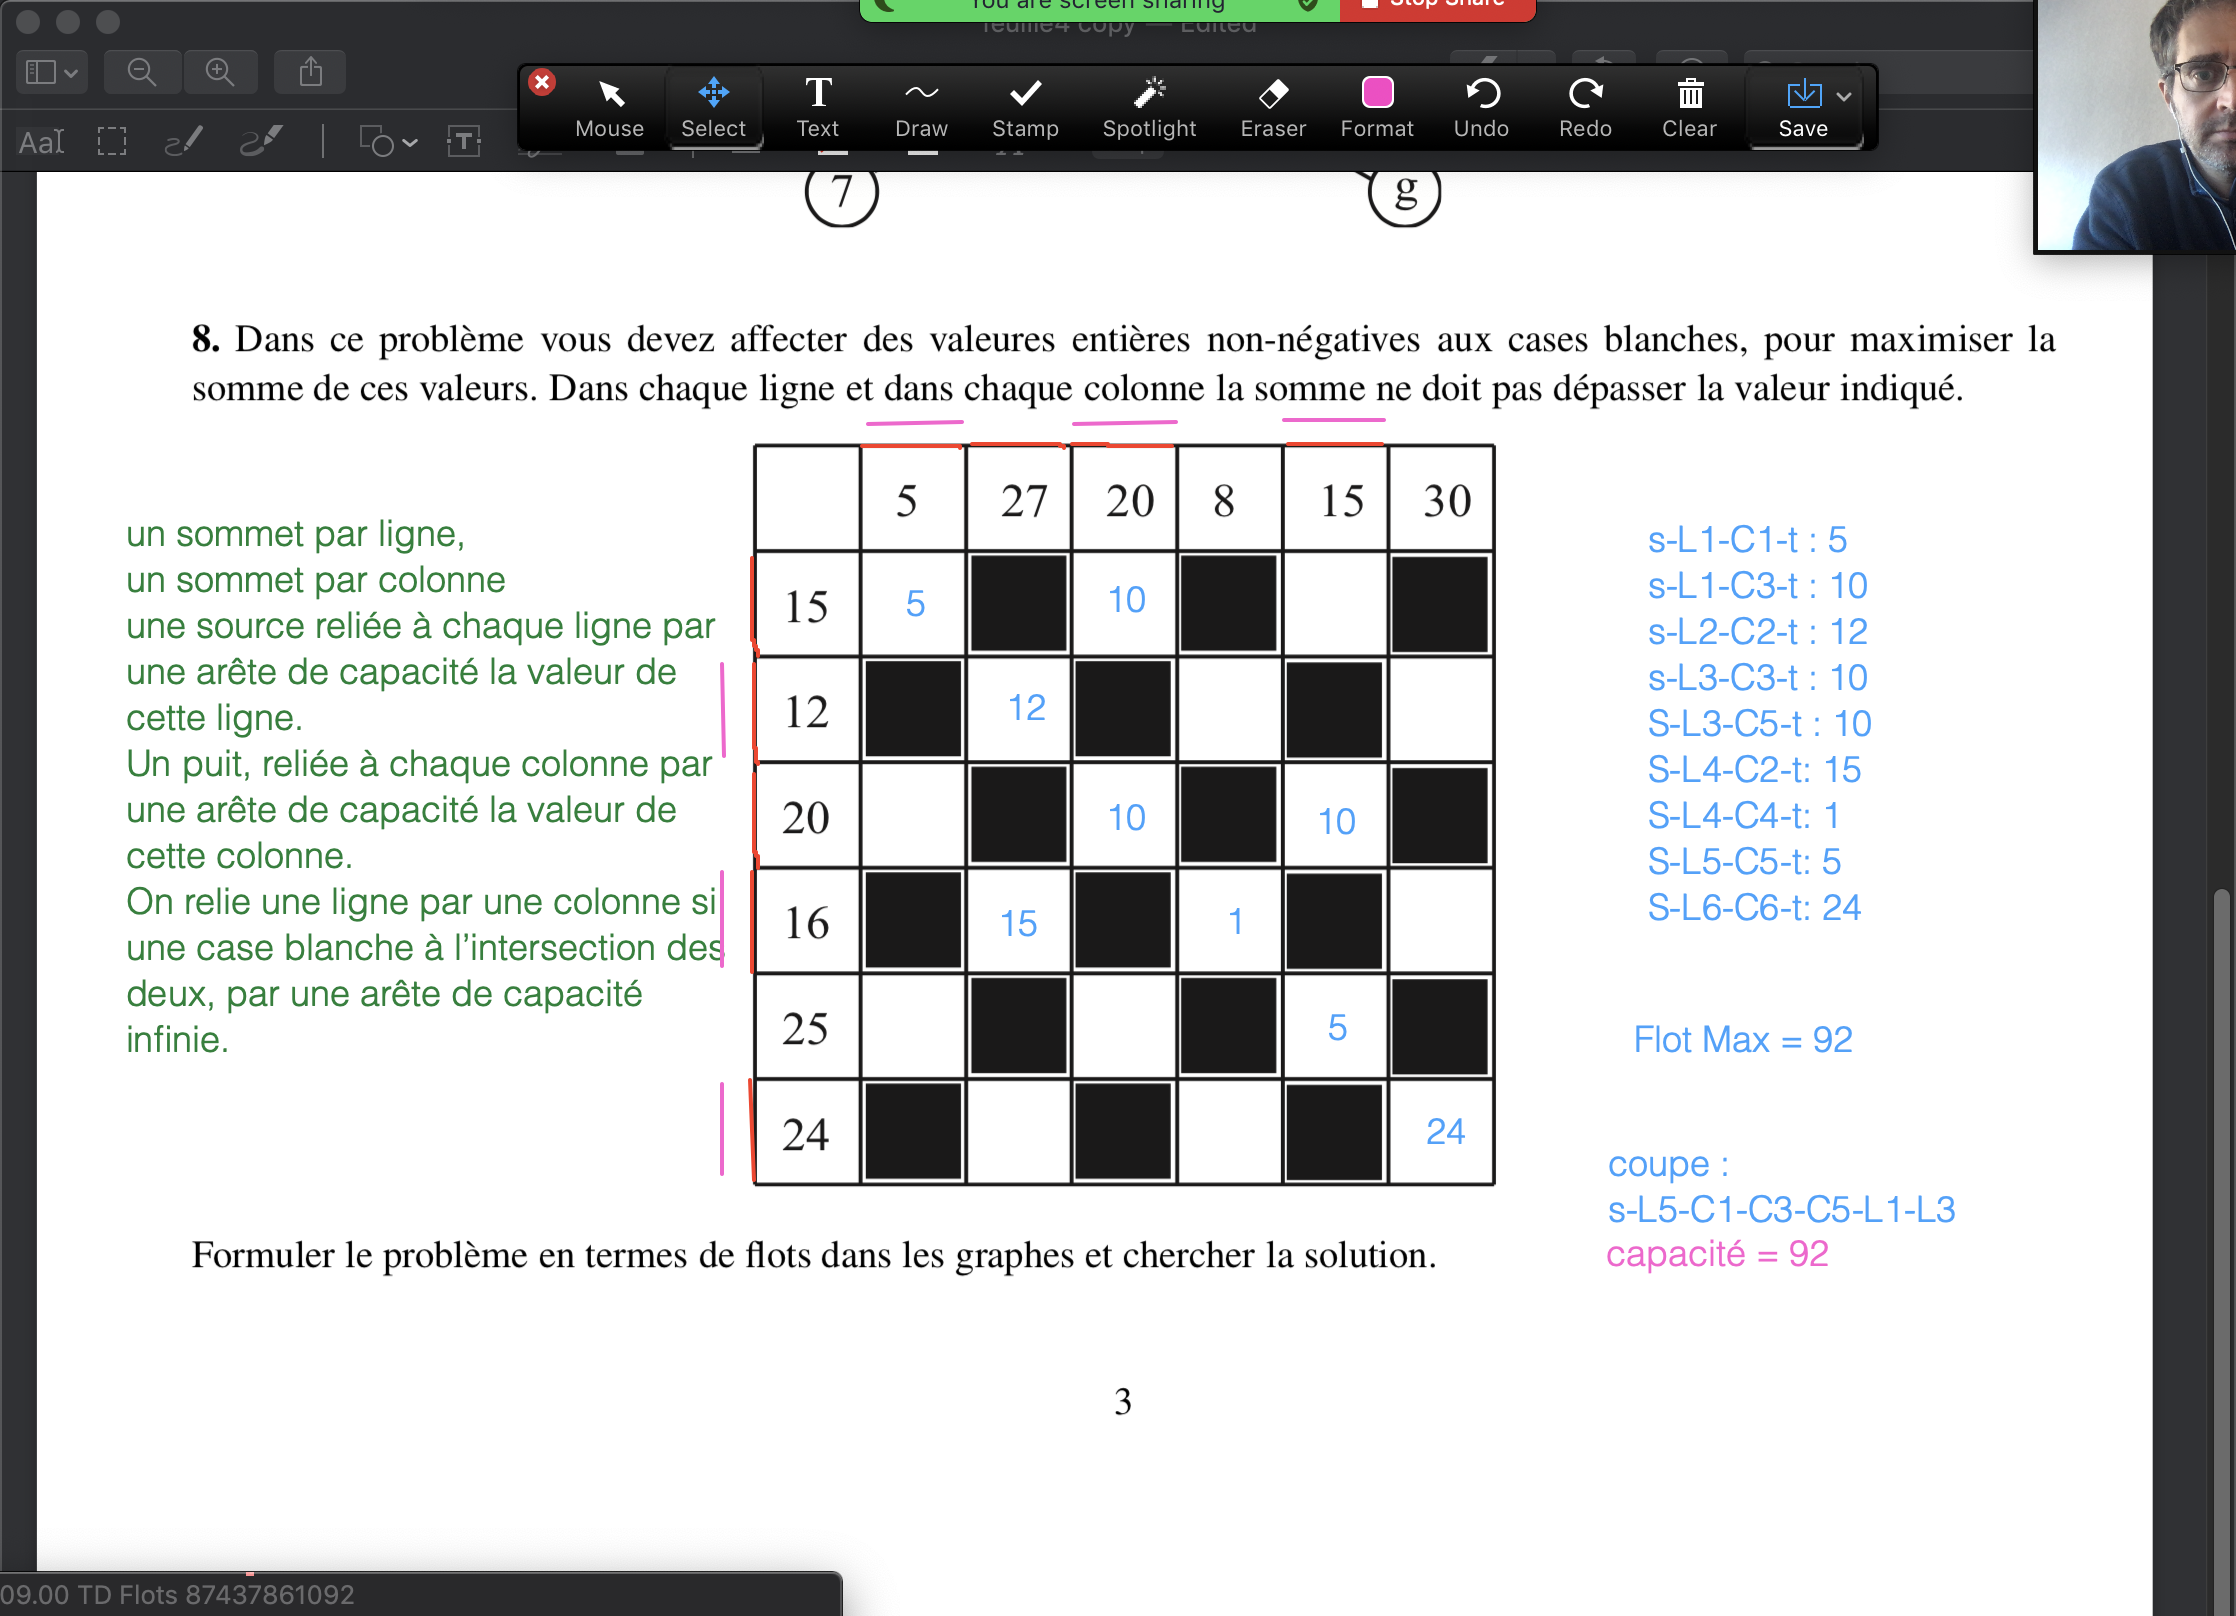 You are screen sharing
Stop Share
feuille4 copy — Edited
Mouse
Select
Text
Draw
Stamp
Spotlight
Eraser
Format
Undo
Redo
Clear
Save
7
g
8. Dans ce problème vous devez affecter des valeures entières non-négatives aux cases blanches, pour maximiser la
somme de ces valeurs. Dans chaque ligne et dans chaque colonne la somme ne doit pas dépasser la valeur indiqué.
un sommet par ligne,
un sommet par colonne
une source reliée à chaque ligne par
une arête de capacité la valeur de
cette ligne.
Un puit, reliée à chaque colonne par
une arête de capacité la valeur de
cette colonne.
On relie une ligne par une colonne si
une case blanche à l'intersection des
deux, par une arête de capacité
infinie.
5 27 20 8 15 30
15 5 10
12 12
20 10 10
16 15 1
25 5
24 24
s-L1-C1-t : 5
s-L1-C3-t : 10
s-L2-C2-t : 12
s-L3-C3-t : 10
S-L3-C5-t : 10
S-L4-C2-t: 15
S-L4-C4-t: 1
S-L5-C5-t: 5
S-L6-C6-t: 24
Flot Max = 92
coupe :
s-L5-C1-C3-C5-L1-L3
capacité = 92
Formuler le problème en termes de flots dans les graphes et chercher la solution.
3
09.00 TD Flots 87437861092